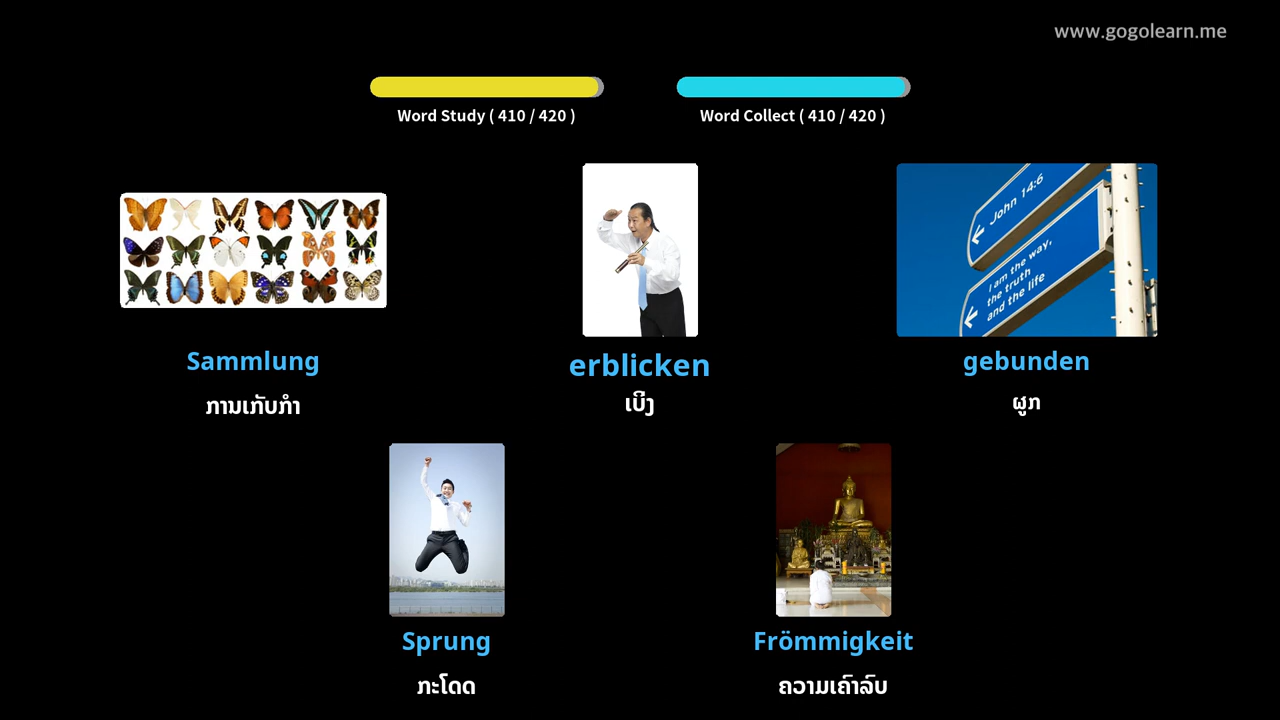 www.gogolearn.me
Word Study ( 410 / 420 )
Word Collect ( 410 / 420 )
John 14:6
I am the way,
the truth
and the life
Sammlung
ການເກັບກໍາ
erblicken
ເບິ່ງ
gebunden
ຜູກ
Sprung
ກະໂດດ
Frömmigkeit
ຄວາມເຄົາລົບ